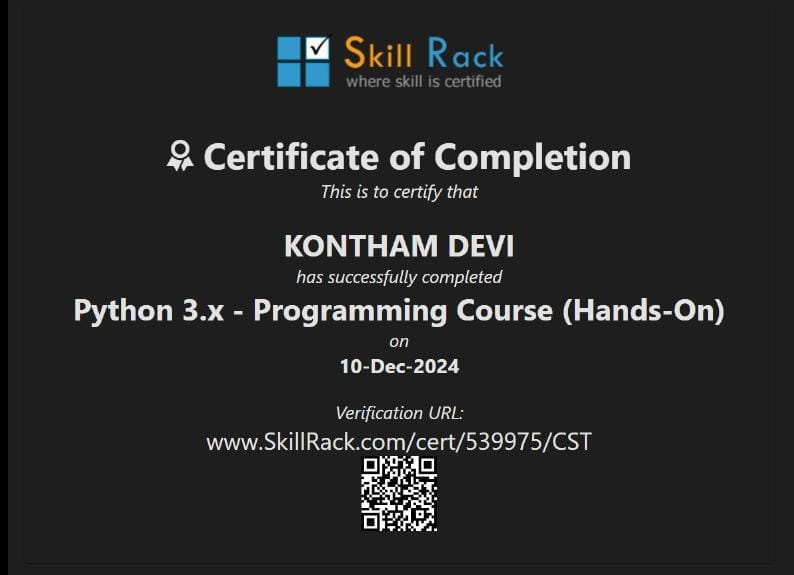 Skill Rack
where skill is certified
Certificate of Completion
This is to certify that
KONTHAM DEVI
has successfully completed
Python 3.x - Programming Course (Hands-On)
on
10-Dec-2024
Verification URL:
www.SkillRack.com/cert/539975/CST